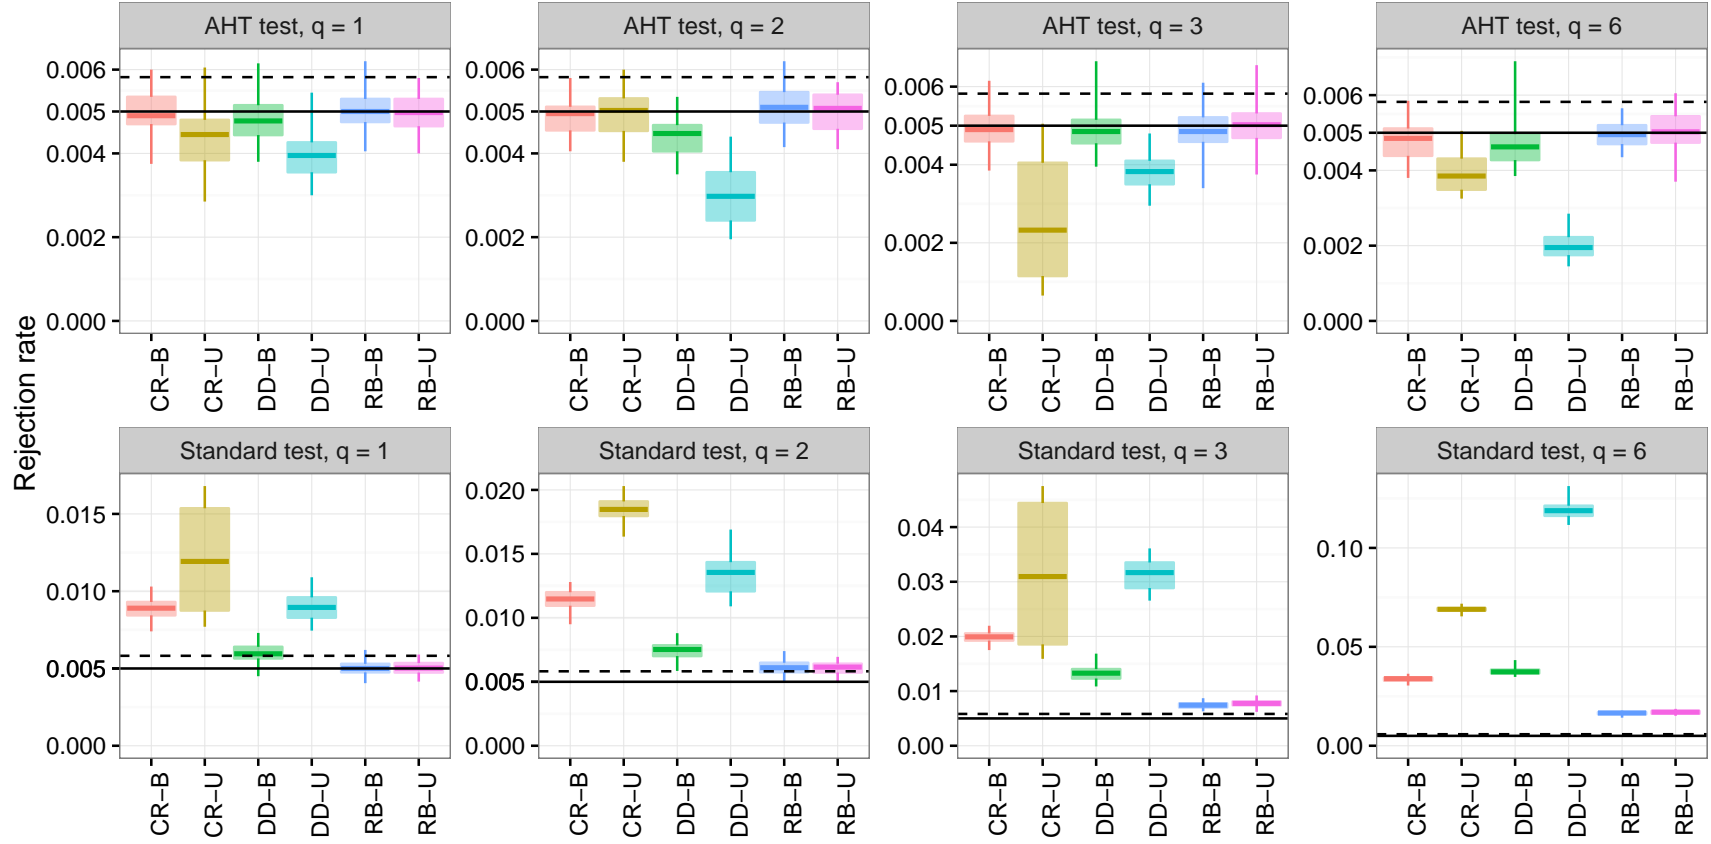 AHT test, q = 1
AHT test, q = 2
AHT test, q = 3
AHT test, q = 6
0.006
0.005
0.004
0.002
0.000
0.006
0.005
0.004
0.002
0.000
0.006
0.005
0.004
0.002
0.000
0.006
0.005
0.004
0.002
0.000
CR−B
CR−U
DD−B
DD−U
RB−B
RB−U
CR−B
CR−U
DD−B
DD−U
RB−B
RB−U
CR−B
CR−U
DD−B
DD−U
RB−B
RB−U
CR−B
CR−U
DD−B
DD−U
RB−B
RB−U
Rejection rate
Standard test, q = 1
Standard test, q = 2
Standard test, q = 3
Standard test, q = 6
0.015
0.010
0.005
0.000
0.020
0.015
0.010
0.005
0.000
0.04
0.03
0.02
0.01
0.00
0.10
0.05
0.00
CR−B
CR−U
DD−B
DD−U
RB−B
RB−U
CR−B
CR−U
DD−B
DD−U
RB−B
RB−U
CR−B
CR−U
DD−B
DD−U
RB−B
RB−U
CR−B
CR−U
DD−B
DD−U
RB−B
RB−U